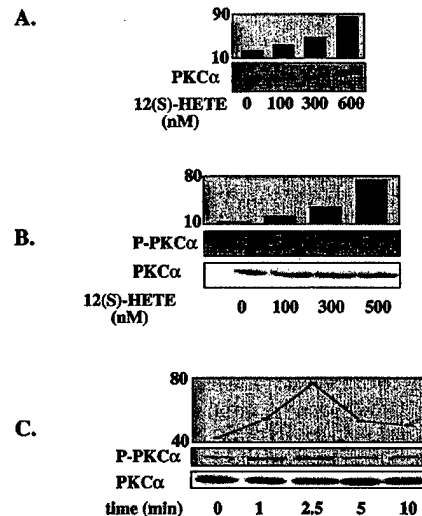 A.
90
10
PKCα
12(S)-HETE 0 100 300 600
(nM)
80
10
B.
P-PKCα
PKCα
12(S)-HETE 0 100 300 500
(nM)
80
C.
40
P-PKCα
PKCα
time (min) 0 1 2.5 5 10